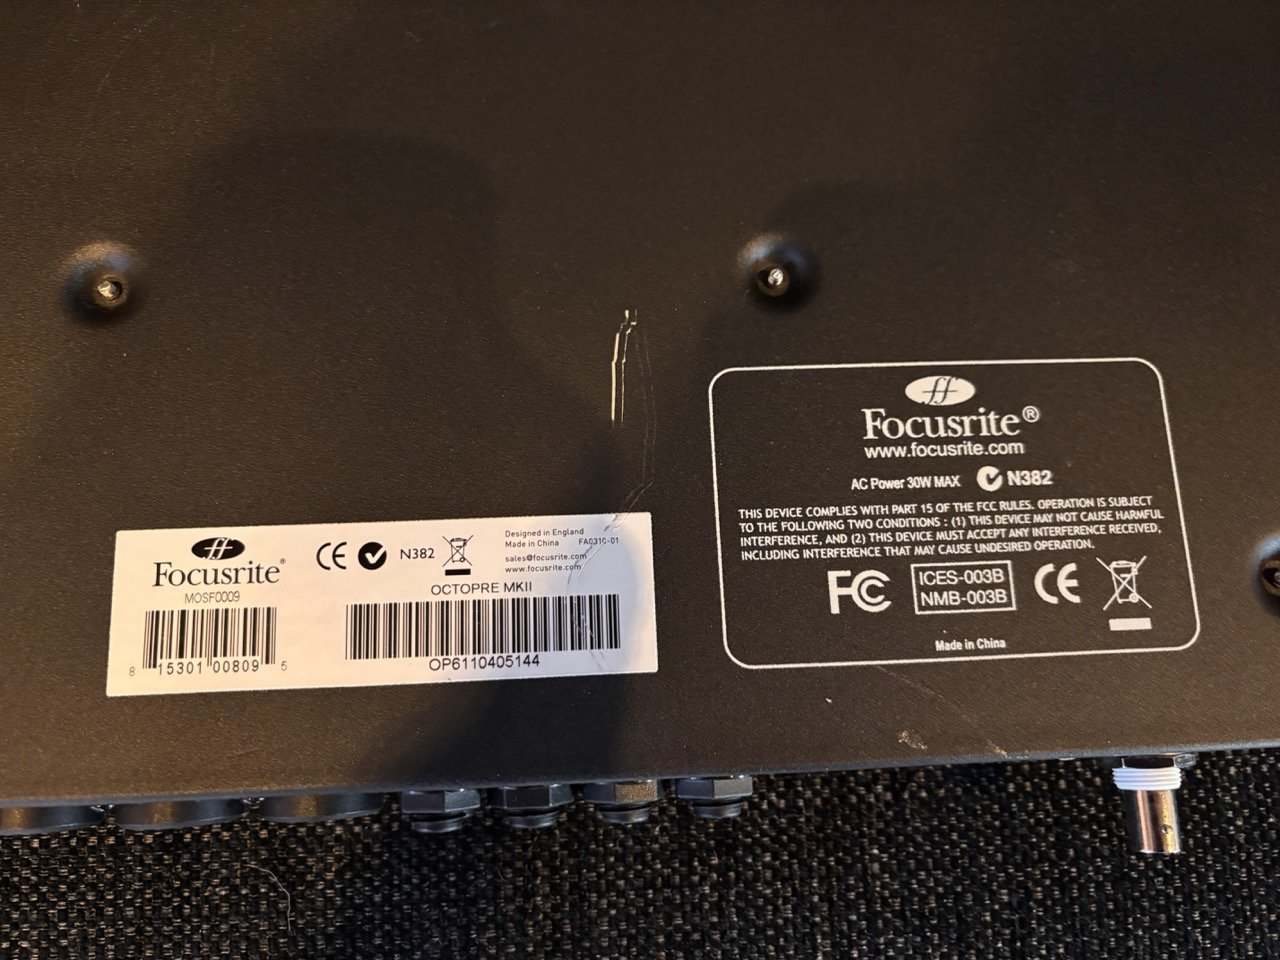 ff
Focusrite®
MOSF0009
8 15301 00809 5
CE N382
Designed in England
Made in China FA0310-01
sales@focusrite.com
www.focusrite.com
OCTOPRE MKII
OP6110405144
ff
Focusrite®
www.focusrite.com
AC Power 30W MAX N382
THIS DEVICE COMPLIES WITH PART 15 OF THE FCC RULES. OPERATION IS SUBJECT
TO THE FOLLOWING TWO CONDITIONS : (1) THIS DEVICE MAY NOT CAUSE HARMFUL
INTERFERENCE, AND (2) THIS DEVICE MUST ACCEPT ANY INTERFERENCE RECEIVED,
INCLUDING INTERFERENCE THAT MAY CAUSE UNDESIRED OPERATION.
FC ICES-003B CE
NMB-003B
Made in China